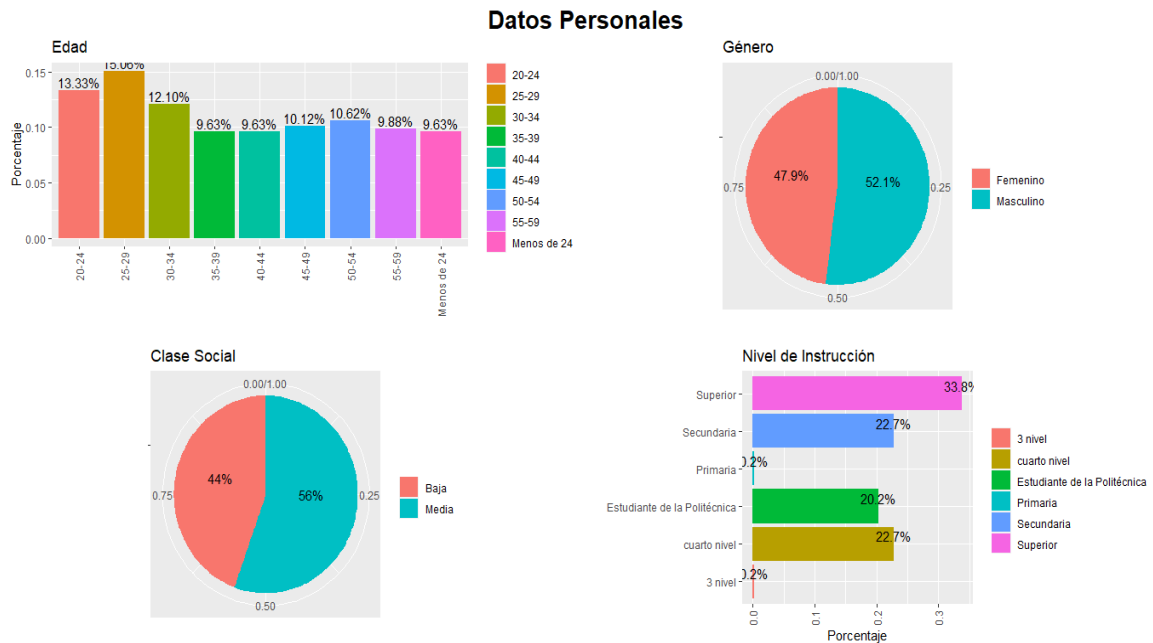 Datos Personales
Edad
Porcentaje
0.15
0.10
0.05
0.00
13.33%
15.06%
12.10%
9.63%
9.63%
10.12%
10.62%
9.88%
9.63%
20-24
25-29
30-34
35-39
40-44
45-49
50-54
55-59
Menos de 24
20-24
25-29
30-34
35-39
40-44
45-49
50-54
55-59
Menos de 24
Género
0.00/1.00
0.75
47.9%
52.1%
0.25
0.50
Femenino
Masculino
Clase Social
0.00/1.00
0.75
44%
56%
0.25
0.50
Baja
Media
Nivel de Instrucción
Superior
33.8%
Secundaria
22.7%
Primaria
0.2%
Estudiante de la Politécnica
20.2%
cuarto nivel
22.7%
3 nivel
0.2%
0.0
0.1
0.2
0.3
Porcentaje
3 nivel
cuarto nivel
Estudiante de la Politécnica
Primaria
Secundaria
Superior